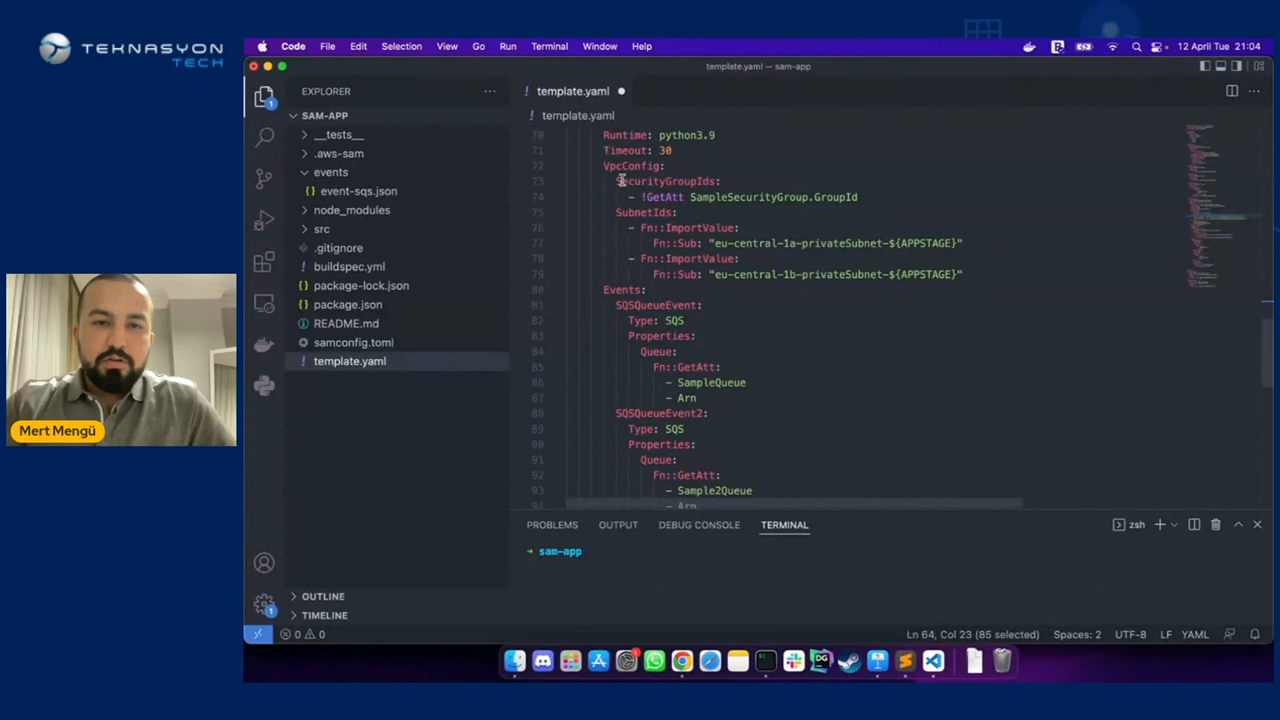 TEKNASYON
TECH
Mert Mengü
Code File Edit Selection View Go Run Terminal Window Help
12 April Tue 21:04
template.yaml — sam-app
EXPLORER
SAM-APP
__tests__
.aws-sam
events
{} event-sqs.json
node_modules
src
.gitignore
! buildspec.yml
{} package-lock.json
{} package.json
README.md
samconfig.toml
! template.yaml
OUTLINE
TIMELINE
1
1
! template.yaml
! template.yaml
70 Runtime: python3.9
71 Timeout: 30
72 VpcConfig:
73 SecurityGroupIds:
74 - !GetAtt SampleSecurityGroup.GroupId
75 SubnetIds:
76 - Fn::ImportValue:
77 Fn::Sub: "eu-central-1a-privateSubnet-${APPSTAGE}"
78 - Fn::ImportValue:
79 Fn::Sub: "eu-central-1b-privateSubnet-${APPSTAGE}"
80 Events:
81 SQSQueueEvent:
82 Type: SQS
83 Properties:
84 Queue:
85 Fn::GetAtt:
86 - SampleQueue
87 - Arn
88 SQSQueueEvent2:
89 Type: SQS
90 Properties:
91 Queue:
92 Fn::GetAtt:
93 - Sample2Queue
94 - Arn
PROBLEMS OUTPUT DEBUG CONSOLE TERMINAL
zsh
→ sam-app
0 0
Ln 64, Col 23 (85 selected) Spaces: 2 UTF-8 LF YAML